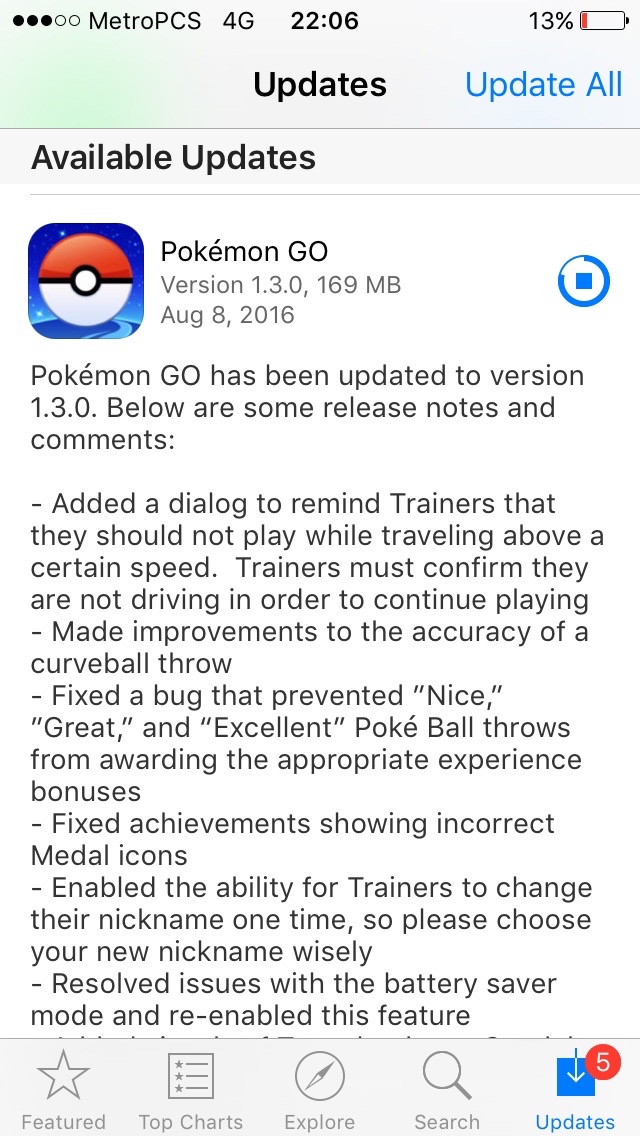 MetroPCS 4G 22:06 13%
Updates Update All
Available Updates
Pokémon GO
Version 1.3.0, 169 MB
Aug 8, 2016
Pokémon GO has been updated to version
1.3.0. Below are some release notes and
comments:
- Added a dialog to remind Trainers that
they should not play while traveling above a
certain speed.  Trainers must confirm they
are not driving in order to continue playing
- Made improvements to the accuracy of a
curveball throw
- Fixed a bug that prevented ”Nice,”
”Great,” and “Excellent” Poké Ball throws
from awarding the appropriate experience
bonuses
- Fixed achievements showing incorrect
Medal icons
- Enabled the ability for Trainers to change
their nickname one time, so please choose
your new nickname wisely
- Resolved issues with the battery saver
mode and re-enabled this feature
5
Featured Top Charts Explore Search Updates